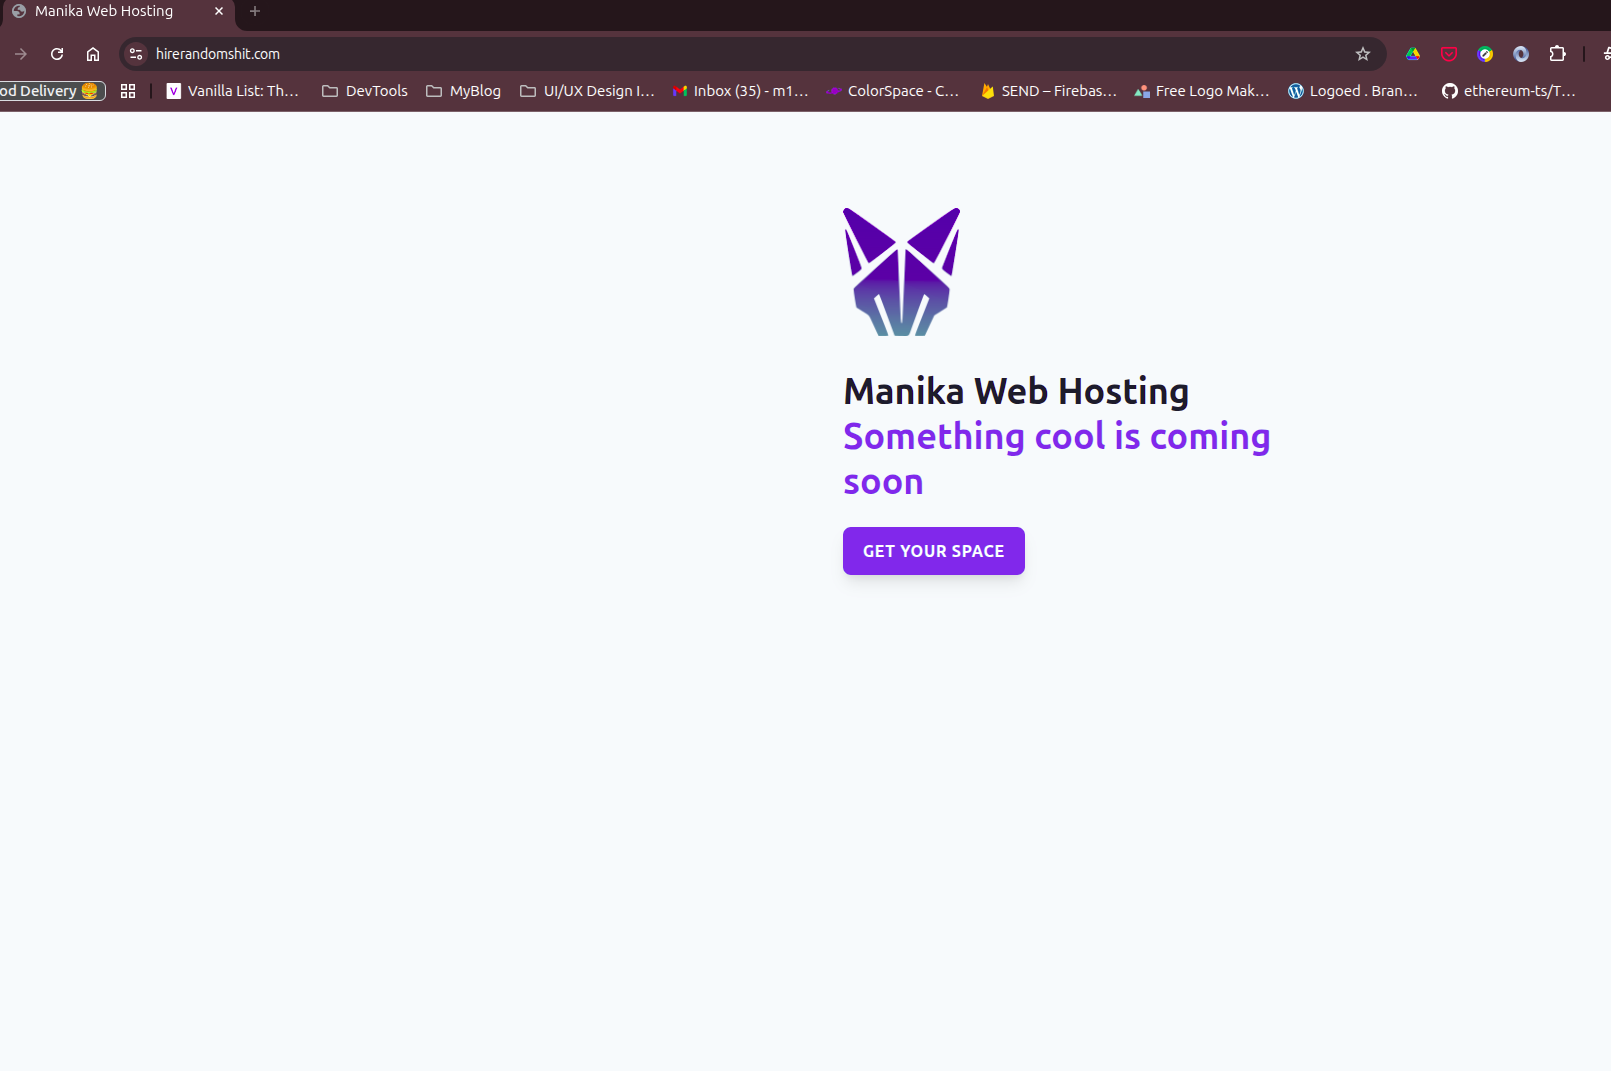 Manika Web Hosting
hirerandomshit.com
od Delivery 🍔
Vanilla List: Th...
DevTools
MyBlog
UI/UX Design I...
Inbox (35) - m1...
ColorSpace - C...
SEND – Firebas...
Free Logo Mak...
Logoed . Bran...
ethereum-ts/T...
Manika Web Hosting
Something cool is coming
soon
GET YOUR SPACE